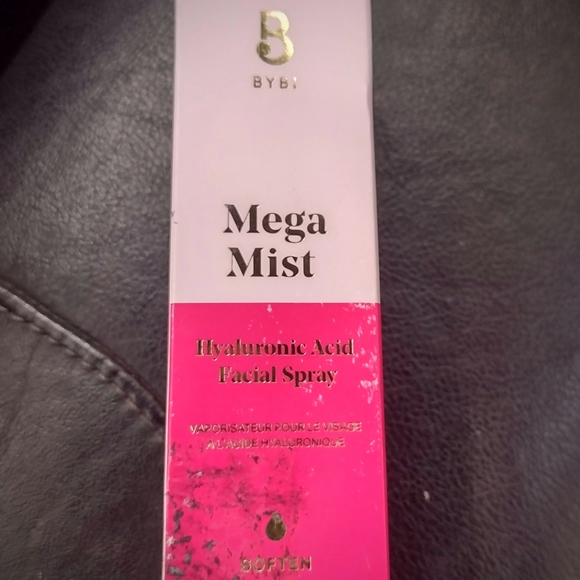 B
BYBI
Mega
Mist
Hyaluronic Acid
Facial Spray
VAPORISATEUR POUR LE VISAGE
À L'ACIDE HYALURONIQUE
SOFTEN